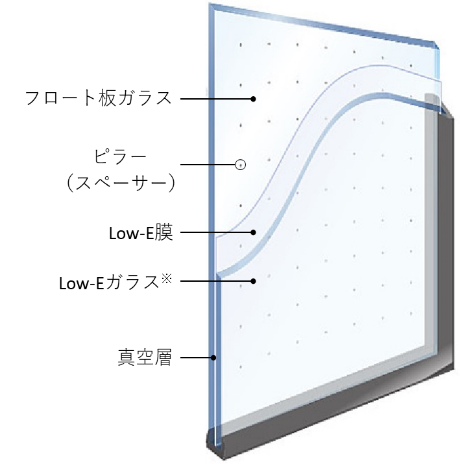 フロート板ガラス
ピラー
（スペーサー）
Low-E膜
Low-Eガラス※
真空層